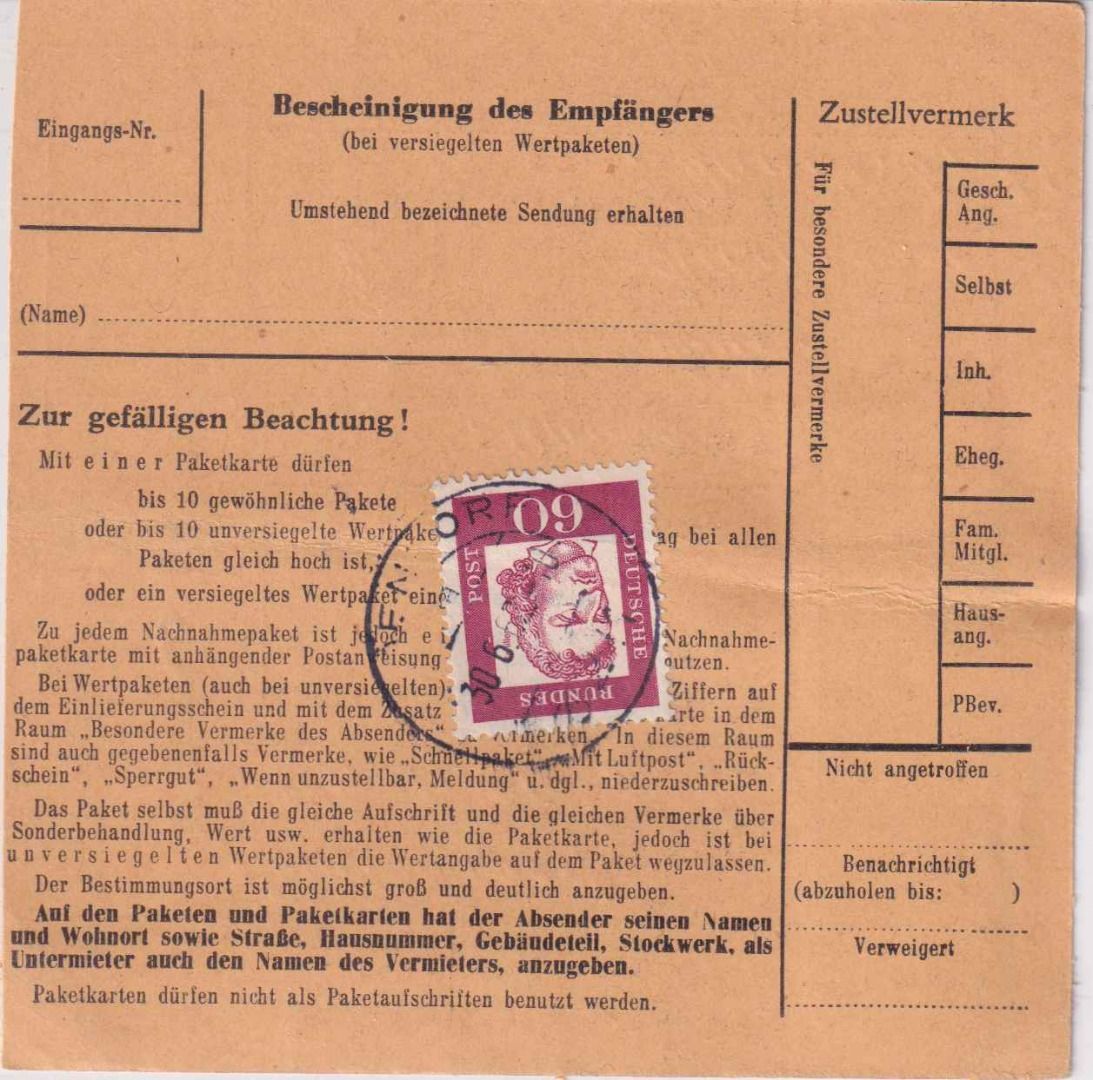 Eingangs-Nr.
Bescheinigung des Empfängers
(bei versiegelten Wertpaketen)
Umstehend bezeichnete Sendung erhalten
(Name)
Zur gefälligen Beachtung!
Mit einer Paketkarte dürfen
bis 10 gewöhnliche Pakete
oder bis 10 unversiegelte Wertpake ag bei allen
Paketen gleich hoch ist,
oder ein versiegeltes Wertpaket eing
Zu jedem Nachnahmepaket ist jedoch ei Nachnahme-
paketkarte mit anhängender Postanweisung utzen.
Bei Wertpaketen (auch bei unversiegelten) Ziffern auf
dem Einlieferungsschein und mit dem Zusatz rte in dem
Raum „Besondere Vermerke des Absenders" zu vermerken. In diesem Raum
sind auch gegebenenfalls Vermerke, wie „Schnellpaket", „Mit Luftpost", „Rück-
schein", „Sperrgut", „Wenn unzustellbar, Meldung" u. dgl., niederzuschreiben.
Das Paket selbst muß die gleiche Aufschrift und die gleichen Vermerke über
Sonderbehandlung, Wert usw. erhalten wie die Paketkarte, jedoch ist bei
unversiegelten Wertpaketen die Wertangabe auf dem Paket wegzulassen.
Der Bestimmungsort ist möglichst groß und deutlich anzugeben.
Auf den Paketen und Paketkarten hat der Absender seinen Namen
und Wohnort sowie Straße, Hausnummer, Gebäudeteil, Stockwerk, als
Untermieter auch den Namen des Vermieters, anzugeben.
Paketkarten dürfen nicht als Paketaufschriften benutzt werden.
60
DEUTSCHE
BUNDES
POST
30.6.
Zustellvermerk
Für besondere Zustellvermerke
Gesch.
Ang.
Selbst
Inh.
Eheg.
Fam.
Mitgl.
Haus-
ang.
PBev.
Nicht angetroffen
Benachrichtigt
(abzuholen bis: )
Verweigert